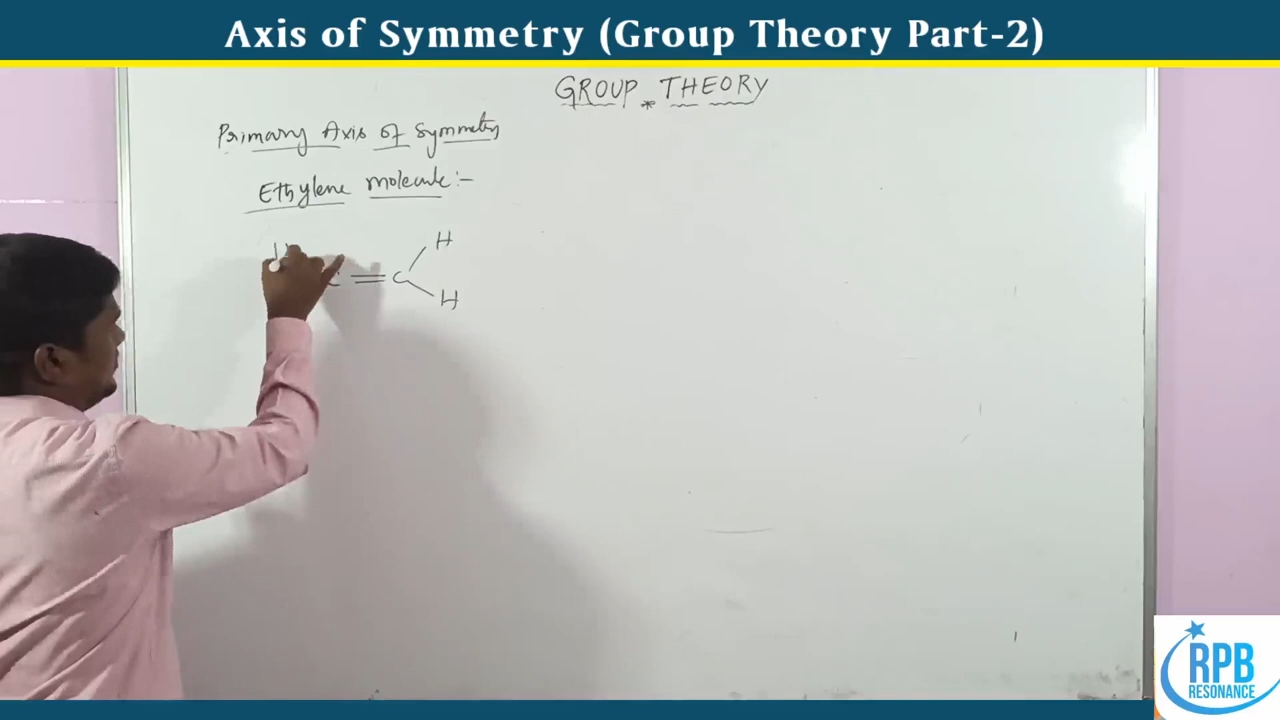 Axis of Symmetry (Group Theory Part-2)
GROUP THEORY
Primary Axis of Symmetry
Ethylene molecule:-
H
H
C = C
H
RPB
RESONANCE